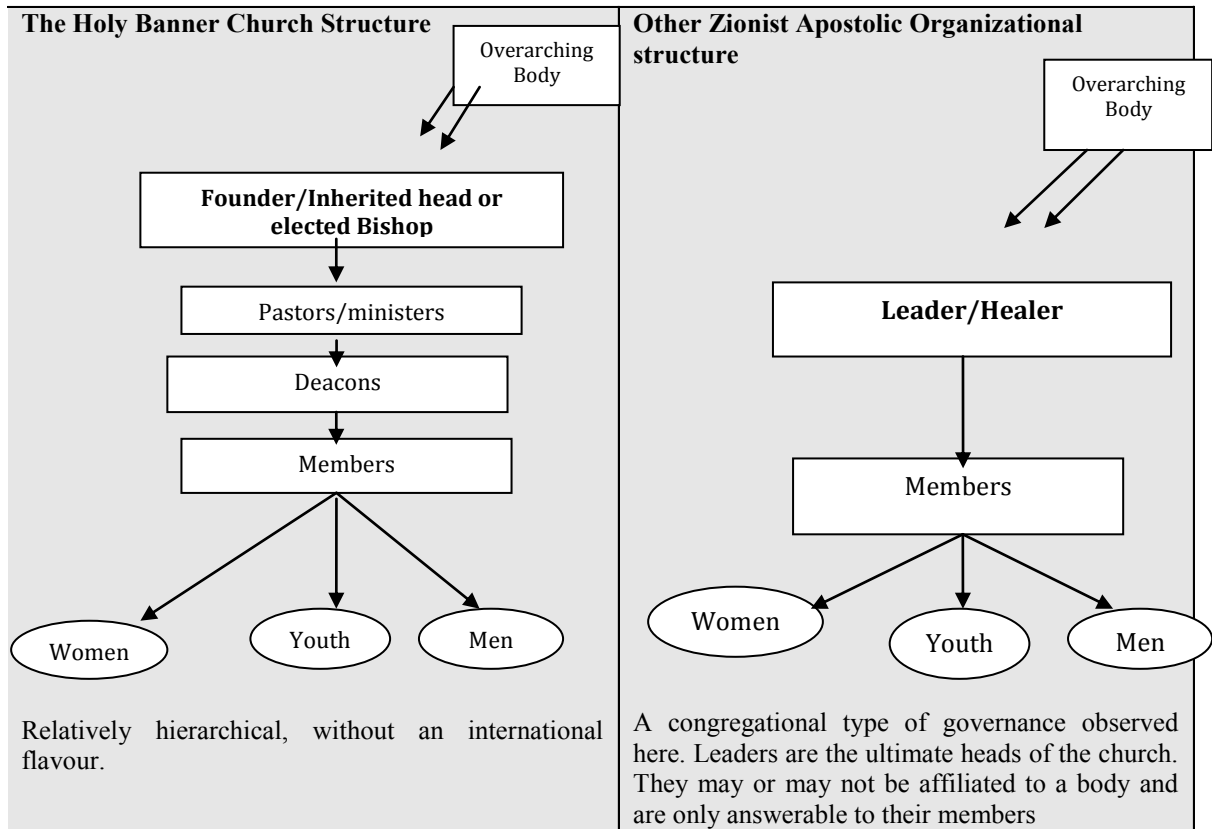 The Holy Banner Church Structure
Overarching
Body
Founder/Inherited head or
elected Bishop
Pastors/ministers
Deacons
Members
Women
Youth
Men
Relatively hierarchical, without an international
flavour.
Other Zionist Apostolic Organizational
structure
Overarching
Body
Leader/Healer
Members
Women
Youth
Men
A congregational type of governance observed
here. Leaders are the ultimate heads of the church.
They may or may not be affiliated to a body and
are only answerable to their members